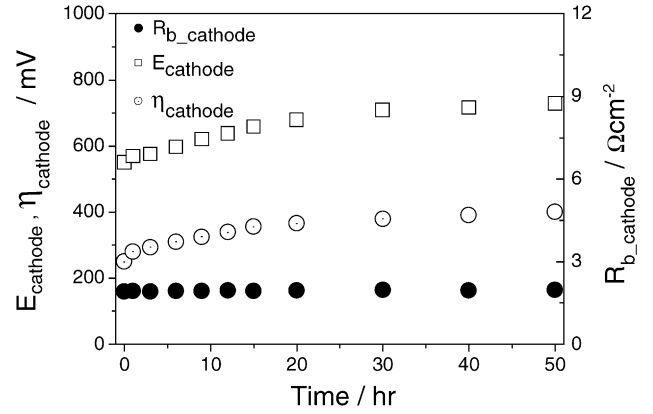 1000
800
600
400
200
0
E_cathode, η_cathode / mV
R_b_cathode
E_cathode
η_cathode
12
9
6
3
0
R_b_cathode / Ωcm⁻²
0
10
20
30
40
50
Time / hr